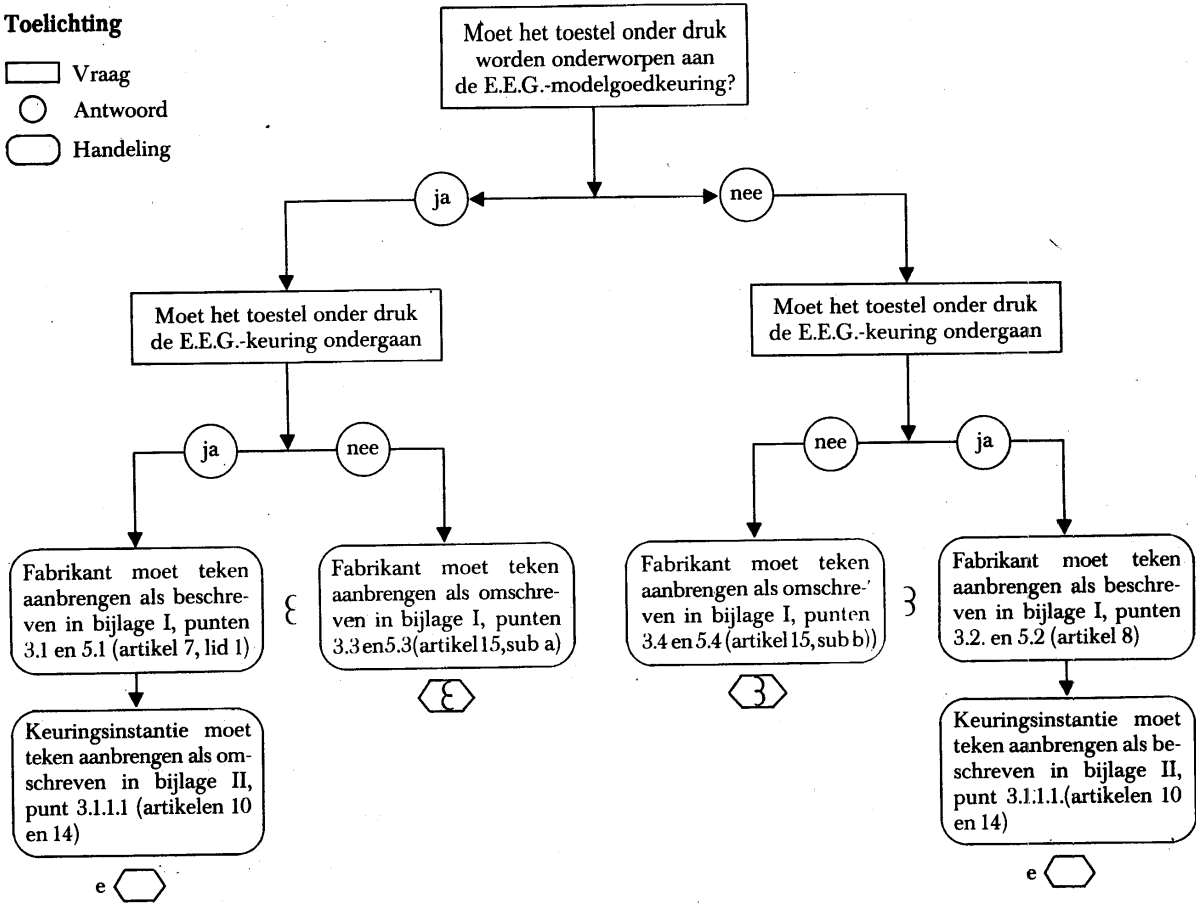 Toelichting
Vraag
Antwoord
Handeling
Moet het toestel onder druk
worden onderworpen aan
de E.E.G.-modelgoedkeuring?
ja
nee
Moet het toestel onder druk
de E.E.G.-keuring ondergaan
Moet het toestel onder druk
de E.E.G.-keuring ondergaan
ja
nee
nee
ja
Fabrikant moet teken
aanbrengen als beschre-
ven in bijlage I, punten
3.1 en 5.1 (artikel 7, lid 1)
Ɛ
Fabrikant moet teken
aanbrengen als omschre-
ven in bijlage I, punten
3.3 en 5.3 (artikel 15, sub a)
Ɛ
Fabrikant moet teken
aanbrengen als omschre-
ven in bijlage I, punten
3.4 en 5.4 (artikel 15, sub b))
3
Fabrikant moet teken
aanbrengen als beschre-
ven in bijlage I, punten
3.2. en 5.2 (artikel 8)
3
Keuringsinstantie moet
teken aanbrengen als om-
schreven in bijlage II,
punt 3.1.1.1 (artikelen 10
en 14)
e
Keuringsinstantie moet
teken aanbrengen als be-
schreven in bijlage II,
punt 3.1.1.1.(artikelen 10
en 14)
e